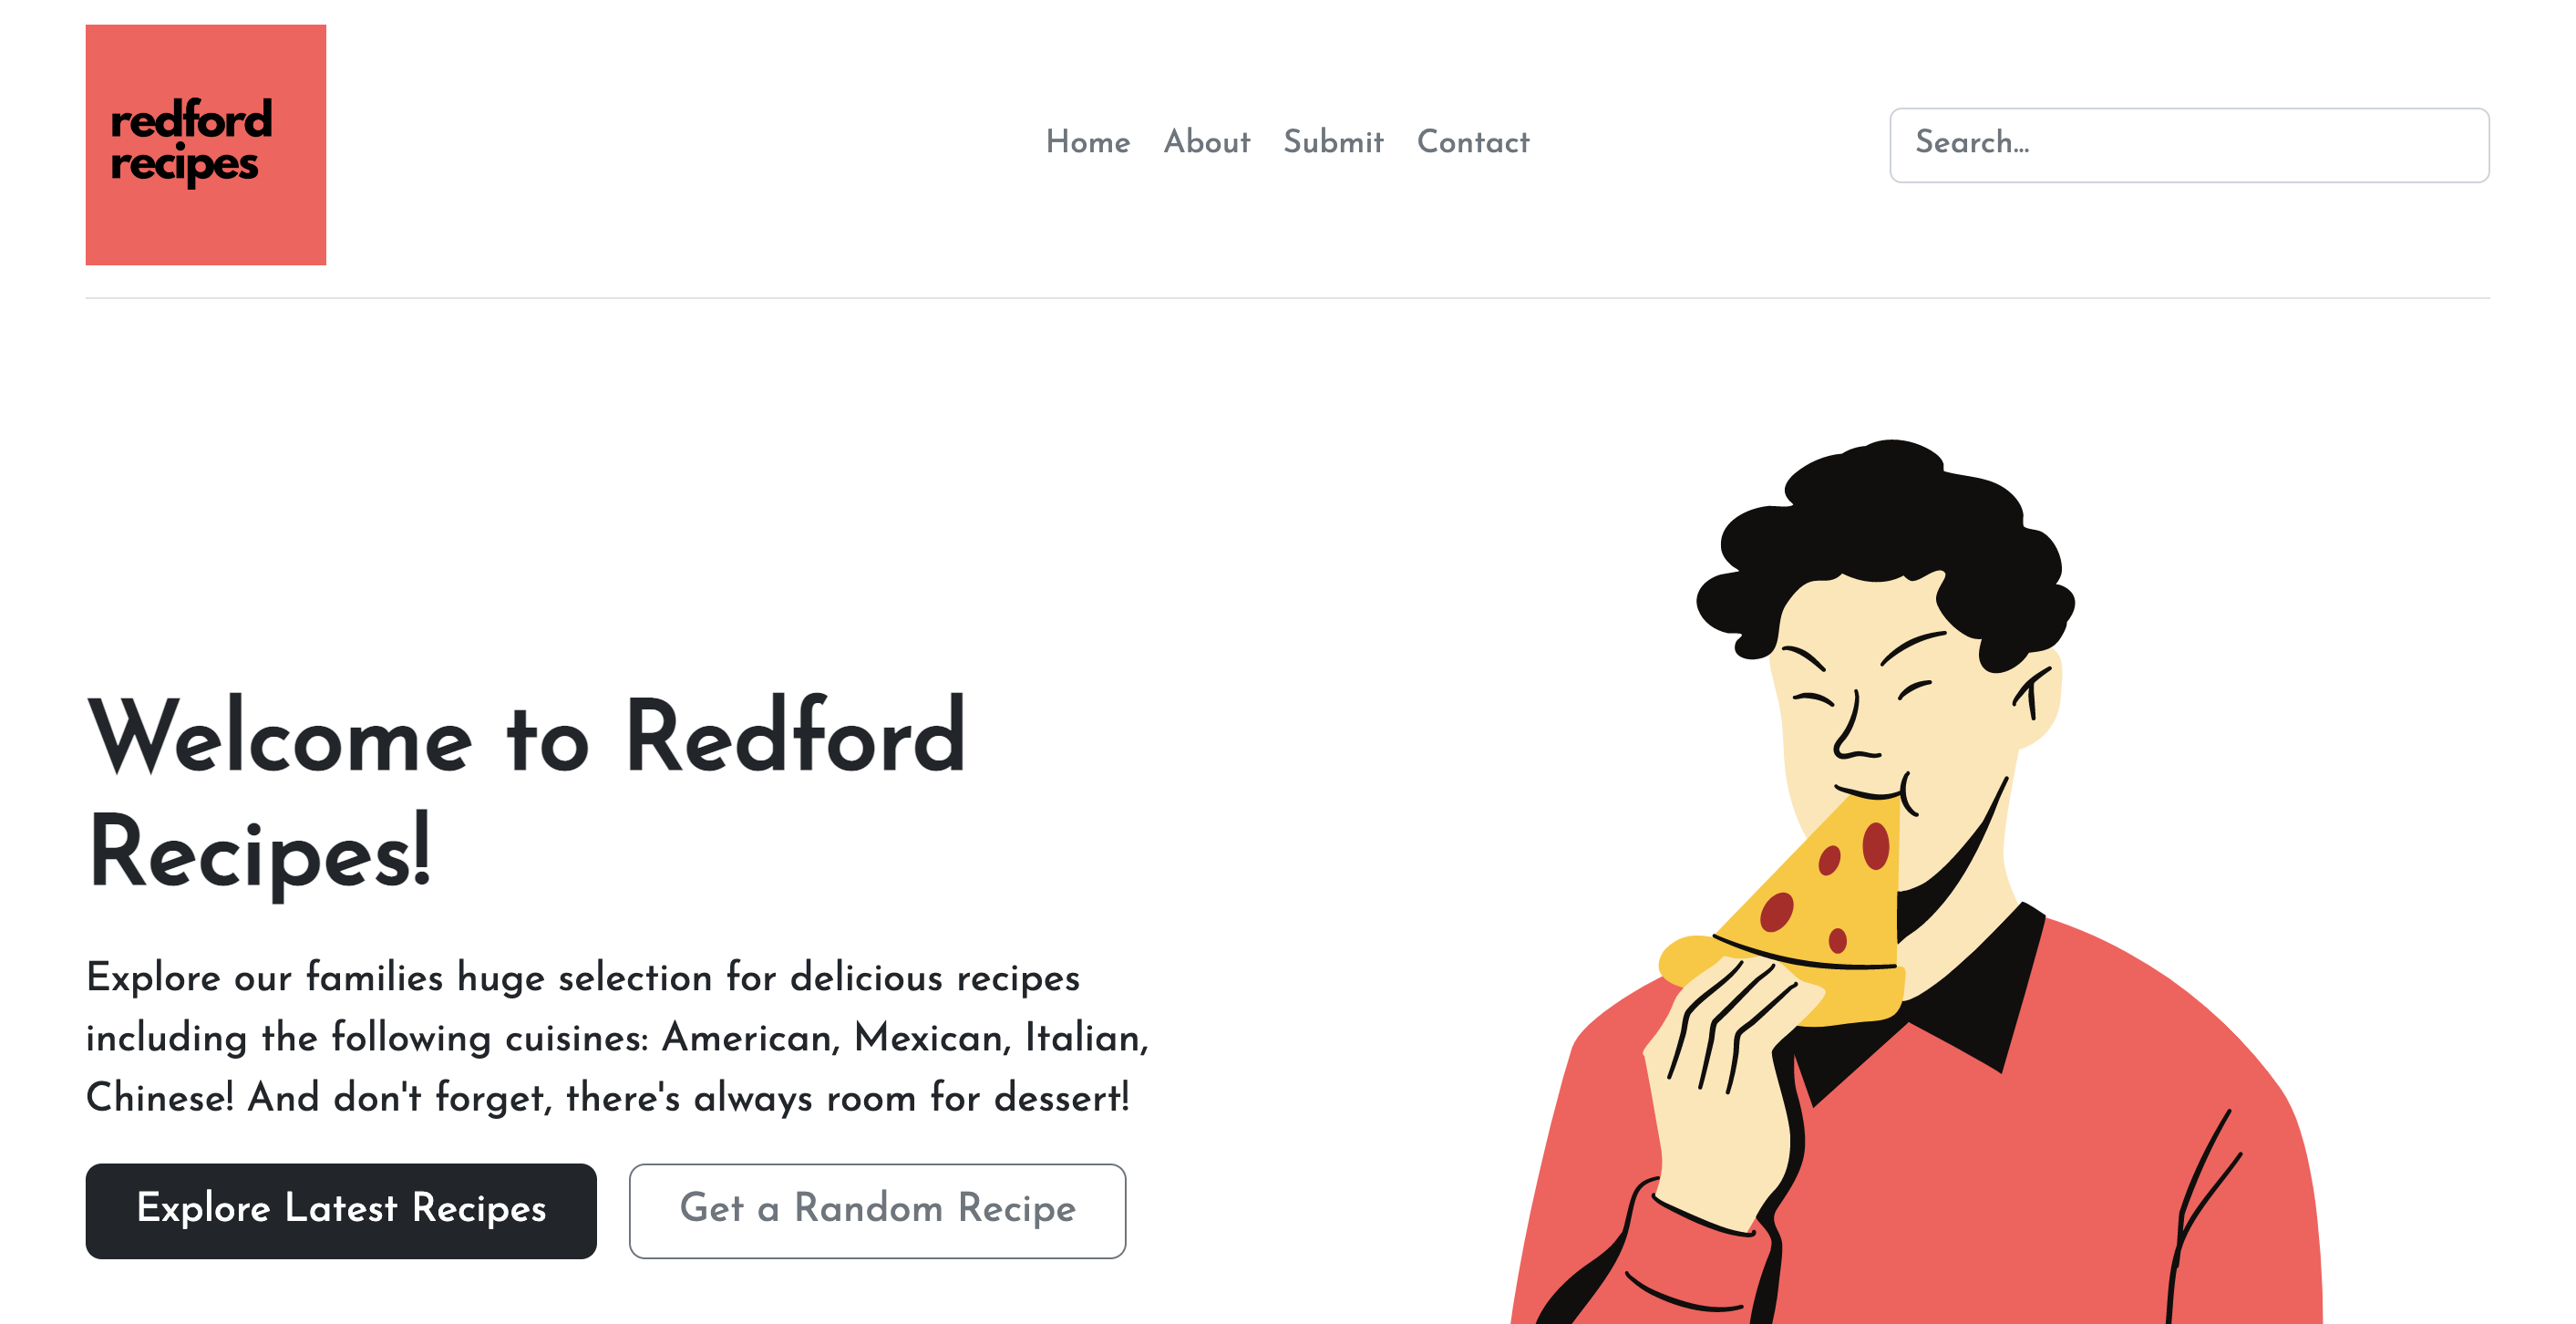 redford
recipes
Home About Submit Contact
Search...
Welcome to Redford
Recipes!
Explore our families huge selection for delicious recipes
including the following cuisines: American, Mexican, Italian,
Chinese! And don't forget, there's always room for dessert!
Explore Latest Recipes
Get a Random Recipe